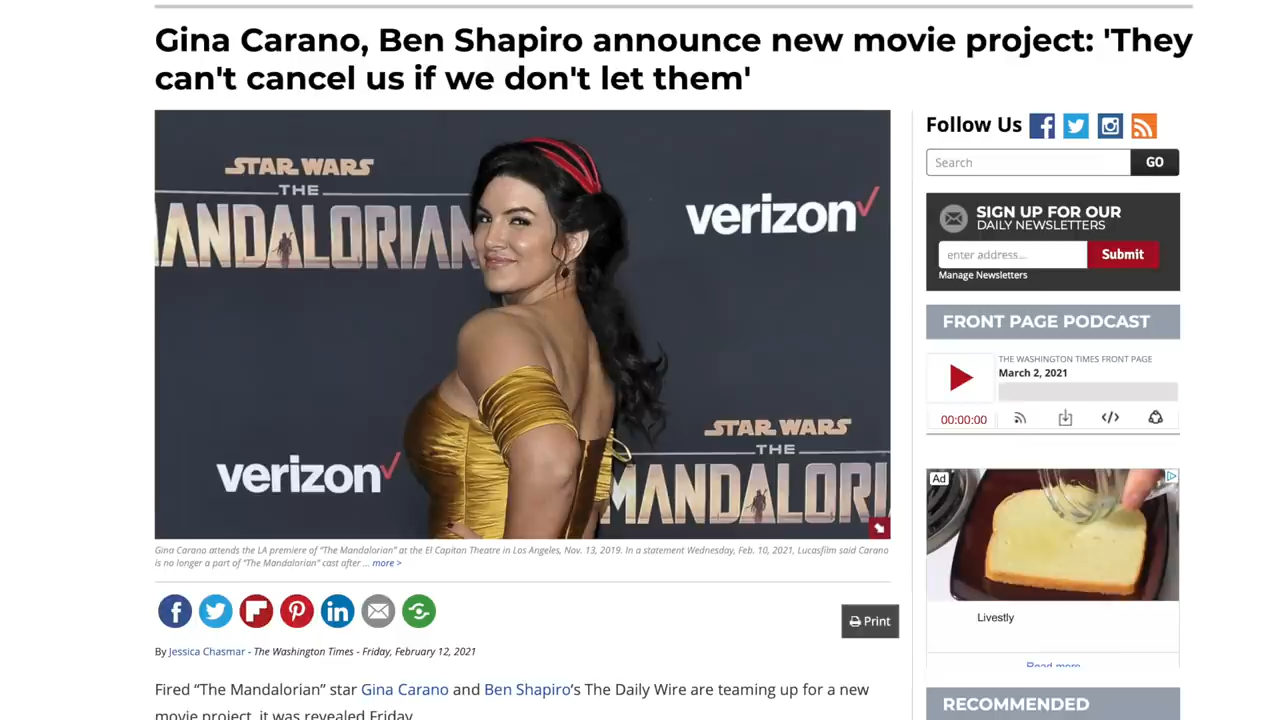 Gina Carano, Ben Shapiro announce new movie project: 'They
can't cancel us if we don't let them'
STAR WARS
THE
MANDALORIAN
verizon
verizon
STAR WARS
THE
MANDALORI
Gina Carano attends the LA premiere of "The Mandalorian" at the El Capitan Theatre in Los Angeles, Nov. 13, 2019. In a statement Wednesday, Feb. 10, 2021, Lucasfilm said Carano
is no longer a part of "The Mandalorian" cast after ... more >
Print
By Jessica Chasmar - The Washington Times - Friday, February 12, 2021
Fired “The Mandalorian” star Gina Carano and Ben Shapiro’s The Daily Wire are teaming up for a new
movie project, it was revealed Friday.
Follow Us
Search
GO
SIGN UP FOR OUR
DAILY NEWSLETTERS
enter address...
Submit
Manage Newsletters
FRONT PAGE PODCAST
THE WASHINGTON TIMES FRONT PAGE
March 2, 2021
00:00:00
Ad
Livestly
Read more
RECOMMENDED